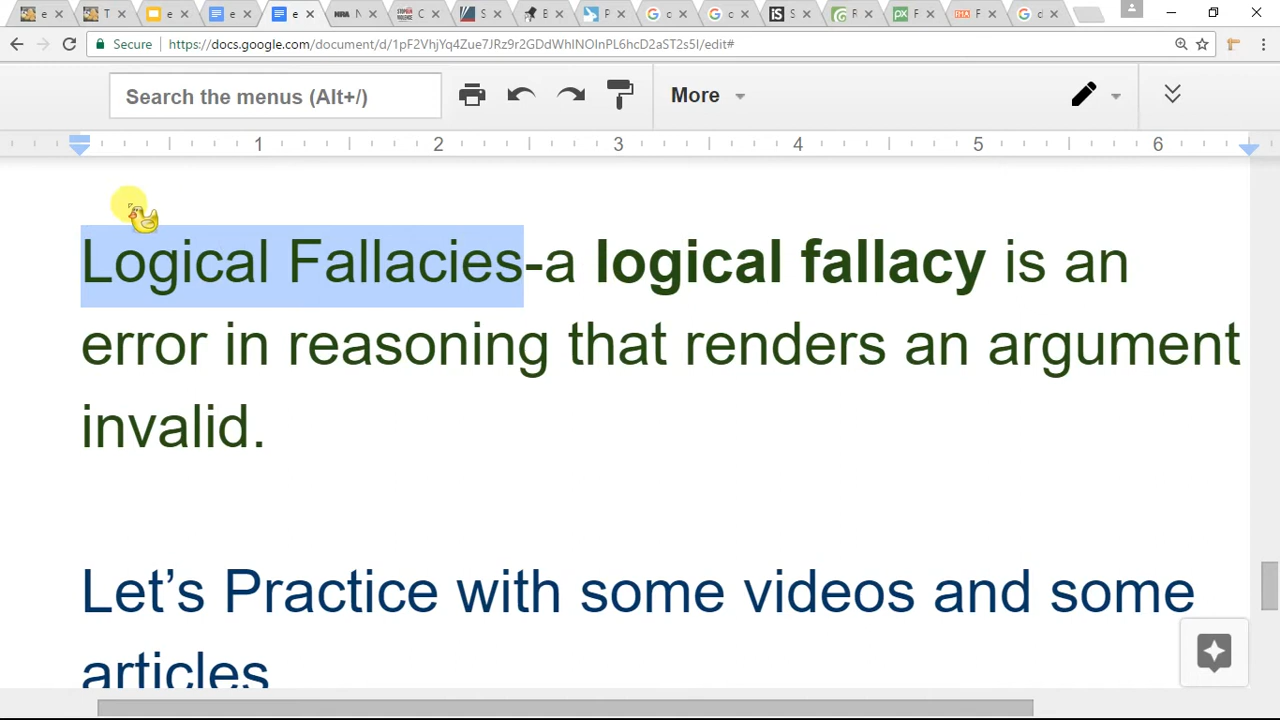 e
T
e
e
e
NRA
C
S
B
P
c
S
R
F
d
Secure
https://docs.google.com/document/d/1pF2VhjYq4Zue7JRz9r2GDdWhINOInPL6hcD2aST2s5I/edit#
Search the menus (Alt+/)
More
1 2 3 4 5 6
Logical Fallacies-a logical fallacy is an
error in reasoning that renders an argument
invalid.
Let’s Practice with some videos and some
articles